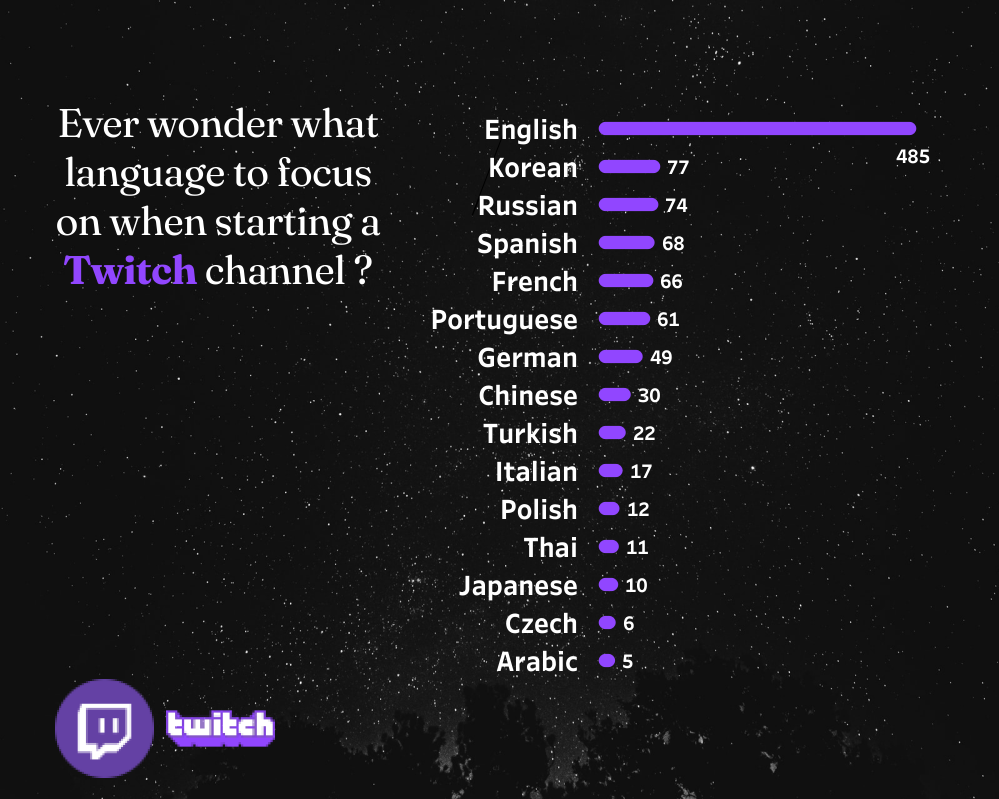 Ever wonder what
language to focus
on when starting a
Twitch channel ?
English 485
Korean 77
Russian 74
Spanish 68
French 66
Portuguese 61
German 49
Chinese 30
Turkish 22
Italian 17
Polish 12
Thai 11
Japanese 10
Czech 6
Arabic 5
twitch